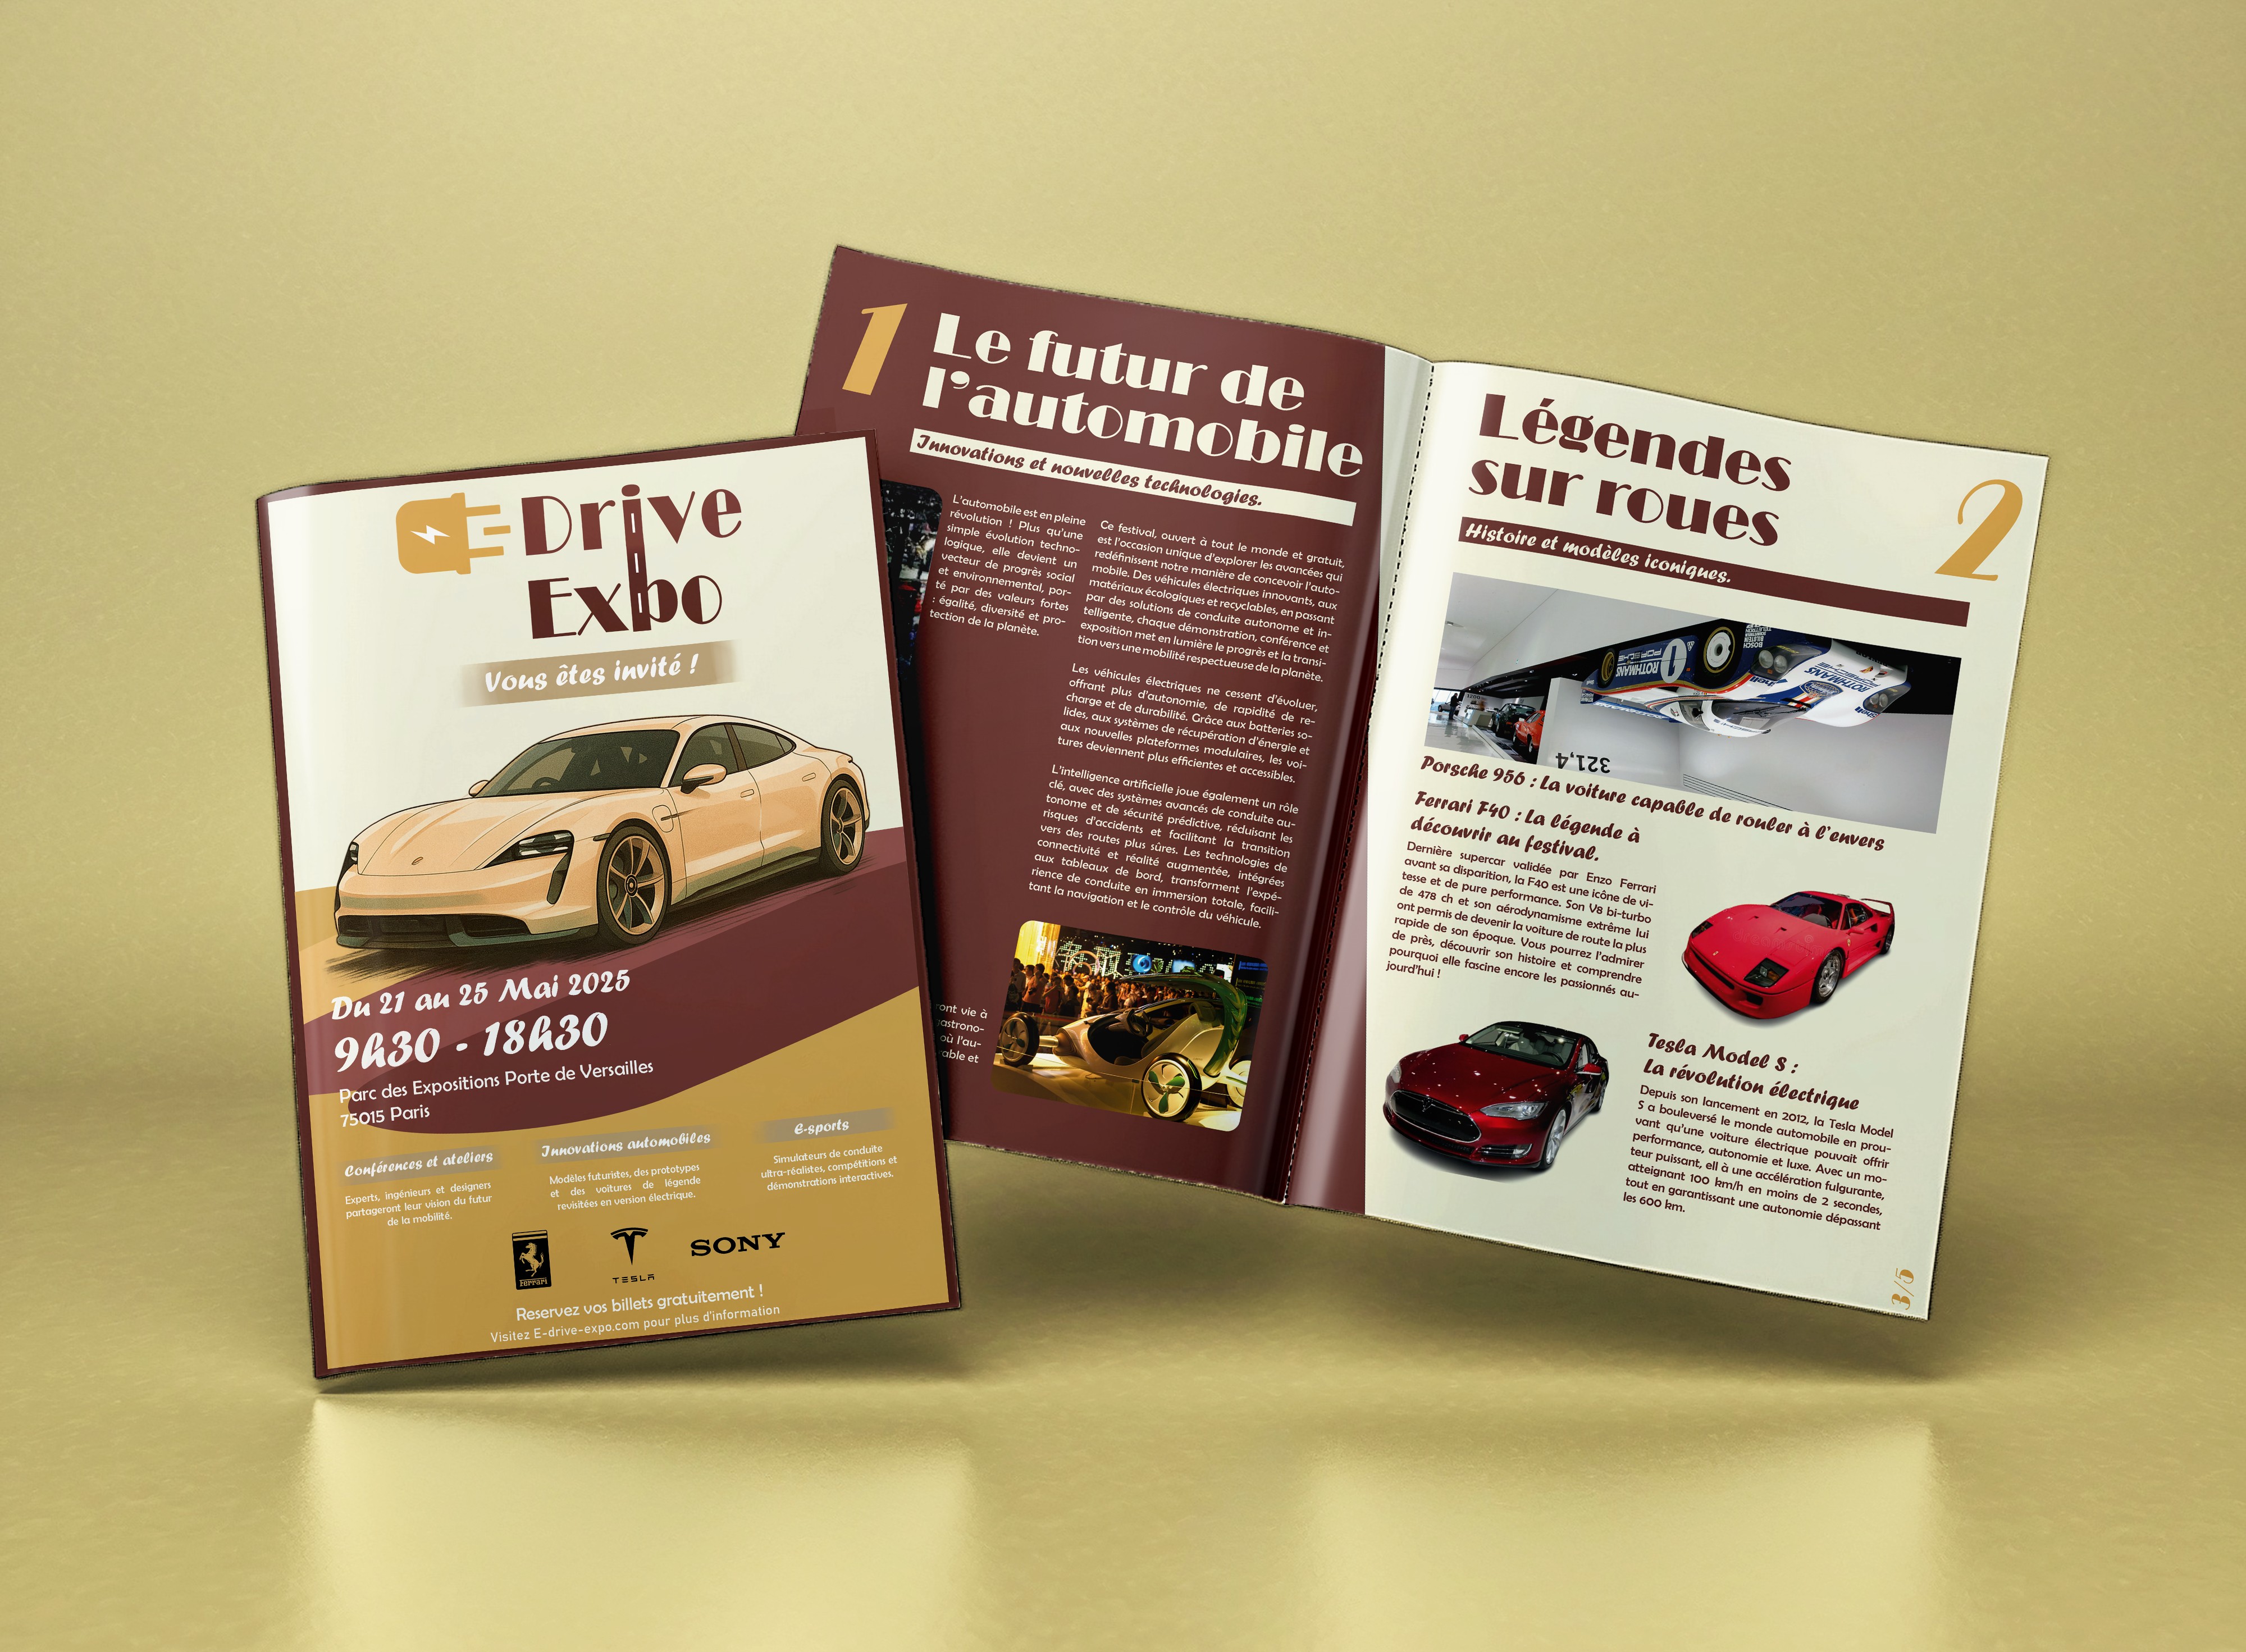 Drive
Expo
Vous êtes invité !
Du 21 au 25 Mai 2025
9h30 - 18h30
Parc des Expositions Porte de Versailles
75015 Paris
Conférences et ateliers
Experts, ingénieurs et designers
partageront leur vision du futur
de la mobilité.
Innovations automobiles
Modèles futuristes, des prototypes
et des voitures de légende
revisitées en version électrique.
E-sports
Simulateurs de conduite
ultra-réalistes, compétitions et
démonstrations interactives.
Ferrari
TESLA
SONY
Reservez vos billets gratuitement !
Visitez E-drive-expo.com pour plus d'information
1
Le futur de
l'automobile
Innovations et nouvelles technologies.
L'automobile est en pleine
révolution ! Plus qu'une
simple évolution techno-
logique, elle devient un
vecteur de progrès social
et environnemental, por-
té par des valeurs fortes
: égalité, diversité et pro-
tection de la planète.
ront vie à
gastrono-
où l'au-
rable et
Ce festival, ouvert à tout le monde et gratuit,
est l'occasion unique d'explorer les avancées qui
redéfinissent notre manière de concevoir l'auto-
mobile. Des véhicules électriques innovants, aux
matériaux écologiques et recyclables, en passant
par des solutions de conduite autonome et in-
telligente, chaque démonstration, conférence et
exposition met en lumière le progrès et la transi-
tion vers une mobilité respectueuse de la planète.
Les véhicules électriques ne cessent d'évoluer,
offrant plus d'autonomie, de rapidité de re-
charge et de durabilité. Grâce aux batteries so-
lides, aux systèmes de récupération d'énergie et
aux nouvelles plateformes modulaires, les voi-
tures deviennent plus efficientes et accessibles.
L'intelligence artificielle joue également un rôle
clé, avec des systèmes avancés de conduite au-
tonome et de sécurité prédictive, réduisant les
risques d'accidents et facilitant la transition
vers des routes plus sûres. Les technologies de
connectivité et réalité augmentée, intégrées
aux tableaux de bord, transforment l'expé-
rience de conduite en immersion totale, facili-
tant la navigation et le contrôle du véhicule.
Légendes
sur roues
2
Histoire et modèles iconiques.
ROTHMANS
PORSCHE
1
BOSCH
BILSTEIN
Shell
PORSCHE
ROTHMANS
Shell
321,4
Porsche 956 : La voiture capable de rouler à l'envers
Ferrari F40 : La légende à
découvrir au festival.
Dernière supercar validée par Enzo Ferrari
avant sa disparition, la F40 est une icône de vi-
tesse et de pure performance. Son V8 bi-turbo
de 478 ch et son aérodynamisme extrême lui
ont permis de devenir la voiture de route la plus
rapide de son époque. Vous pourrez l'admirer
de près, découvrir son histoire et comprendre
pourquoi elle fascine encore les passionnés au-
jourd'hui !
Tesla Model S :
La révolution électrique
Depuis son lancement en 2012, la Tesla Model
S a bouleversé le monde automobile en prou-
vant qu'une voiture électrique pouvait offrir
performance, autonomie et luxe. Avec un mo-
teur puissant, ell à une accélération fulgurante,
atteignant 100 km/h en moins de 2 secondes,
tout en garantissant une autonomie dépassant
les 600 km.
3/5